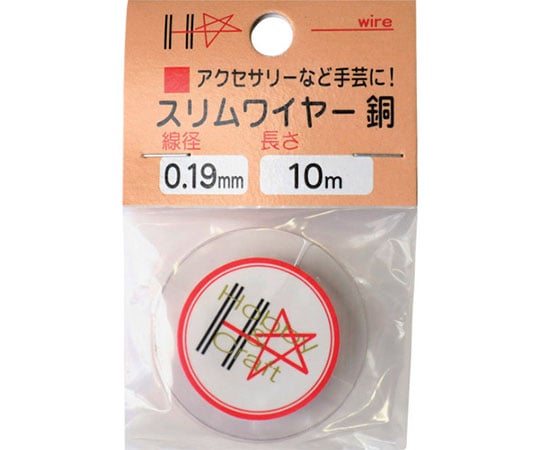 H☆
wire
アクセサリーなど手芸に!
スリムワイヤー 銅
線径 長さ
0.19mm 10m
Happy
Craft
H☆